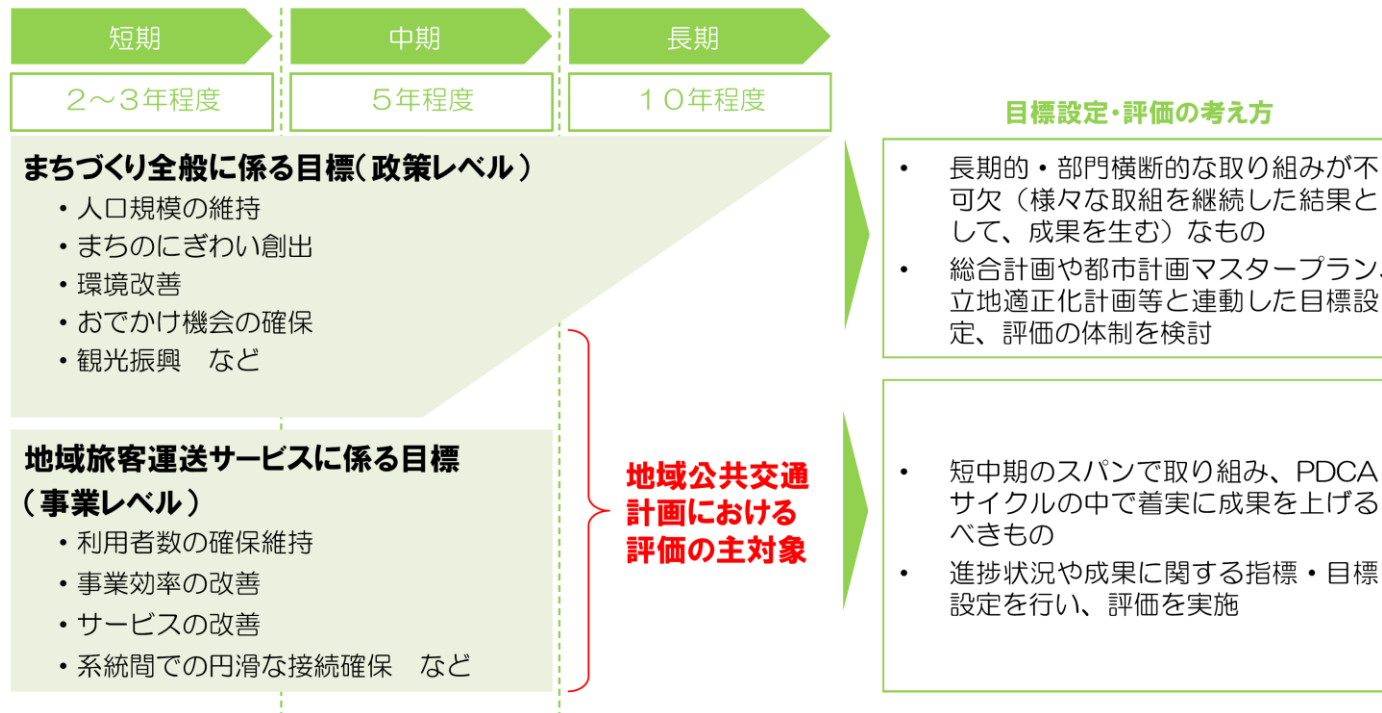 短期
中期
長期
2～3年程度
5年程度
10年程度
まちづくり全般に係る目標(政策レベル)
・人口規模の維持
・まちのにぎわい創出
・環境改善
・おでかけ機会の確保
・観光振興　など
地域旅客運送サービスに係る目標
(事業レベル)
・利用者数の確保維持
・事業効率の改善
・サービスの改善
・系統間での円滑な接続確保　など
地域公共交通
計画における
評価の主対象
目標設定・評価の考え方
• 長期的・部門横断的な取り組みが不
可欠（様々な取組を継続した結果と
して、成果を生む）なもの
• 総合計画や都市計画マスタープラン、
立地適正化計画等と連動した目標設
定、評価の体制を検討
• 短中期のスパンで取り組み、PDCA
サイクルの中で着実に成果を上げる
べきもの
• 進捗状況や成果に関する指標・目標
設定を行い、評価を実施